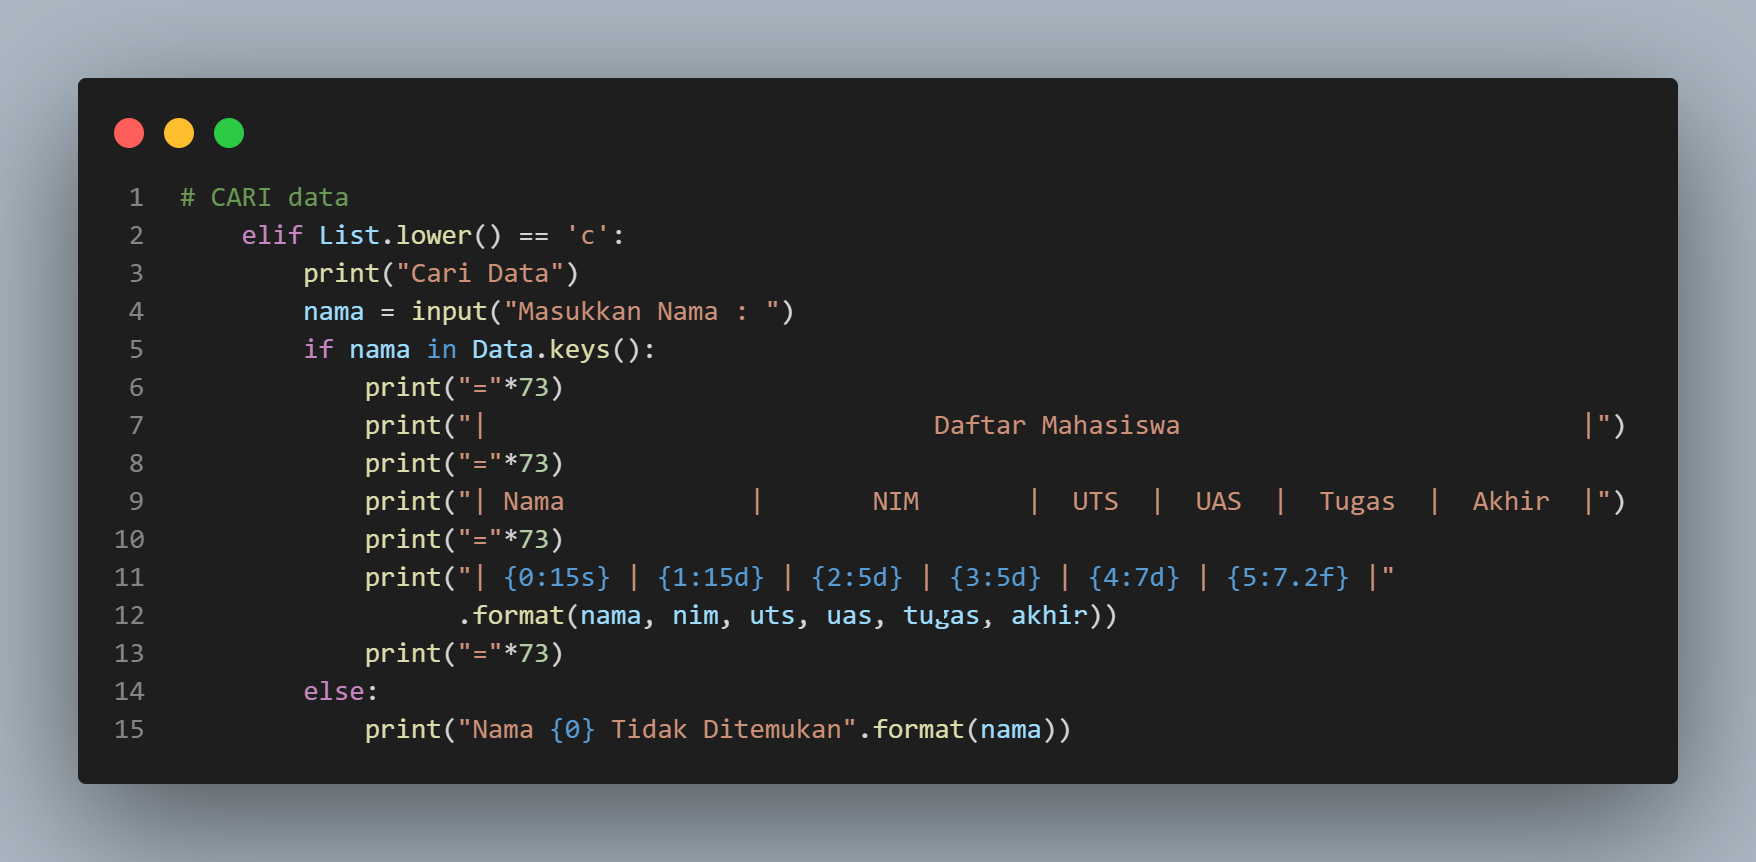 1 # CARI data
2     elif List.lower() == 'c':
3         print("Cari Data")
4         nama = input("Masukkan Nama : ")
5         if nama in Data.keys():
6             print("="*73)
7             print("|                             Daftar Mahasiswa                          |")
8             print("="*73)
9             print("| Nama            |       NIM       |  UTS  |  UAS  |  Tugas  |  Akhir  |")
10             print("="*73)
11             print("| {0:15s} | {1:15d} | {2:5d} | {3:5d} | {4:7d} | {5:7.2f} |"
12                   .format(nama, nim, uts, uas, tugas, akhir))
13             print("="*73)
14         else:
15             print("Nama {0} Tidak Ditemukan".format(nama))